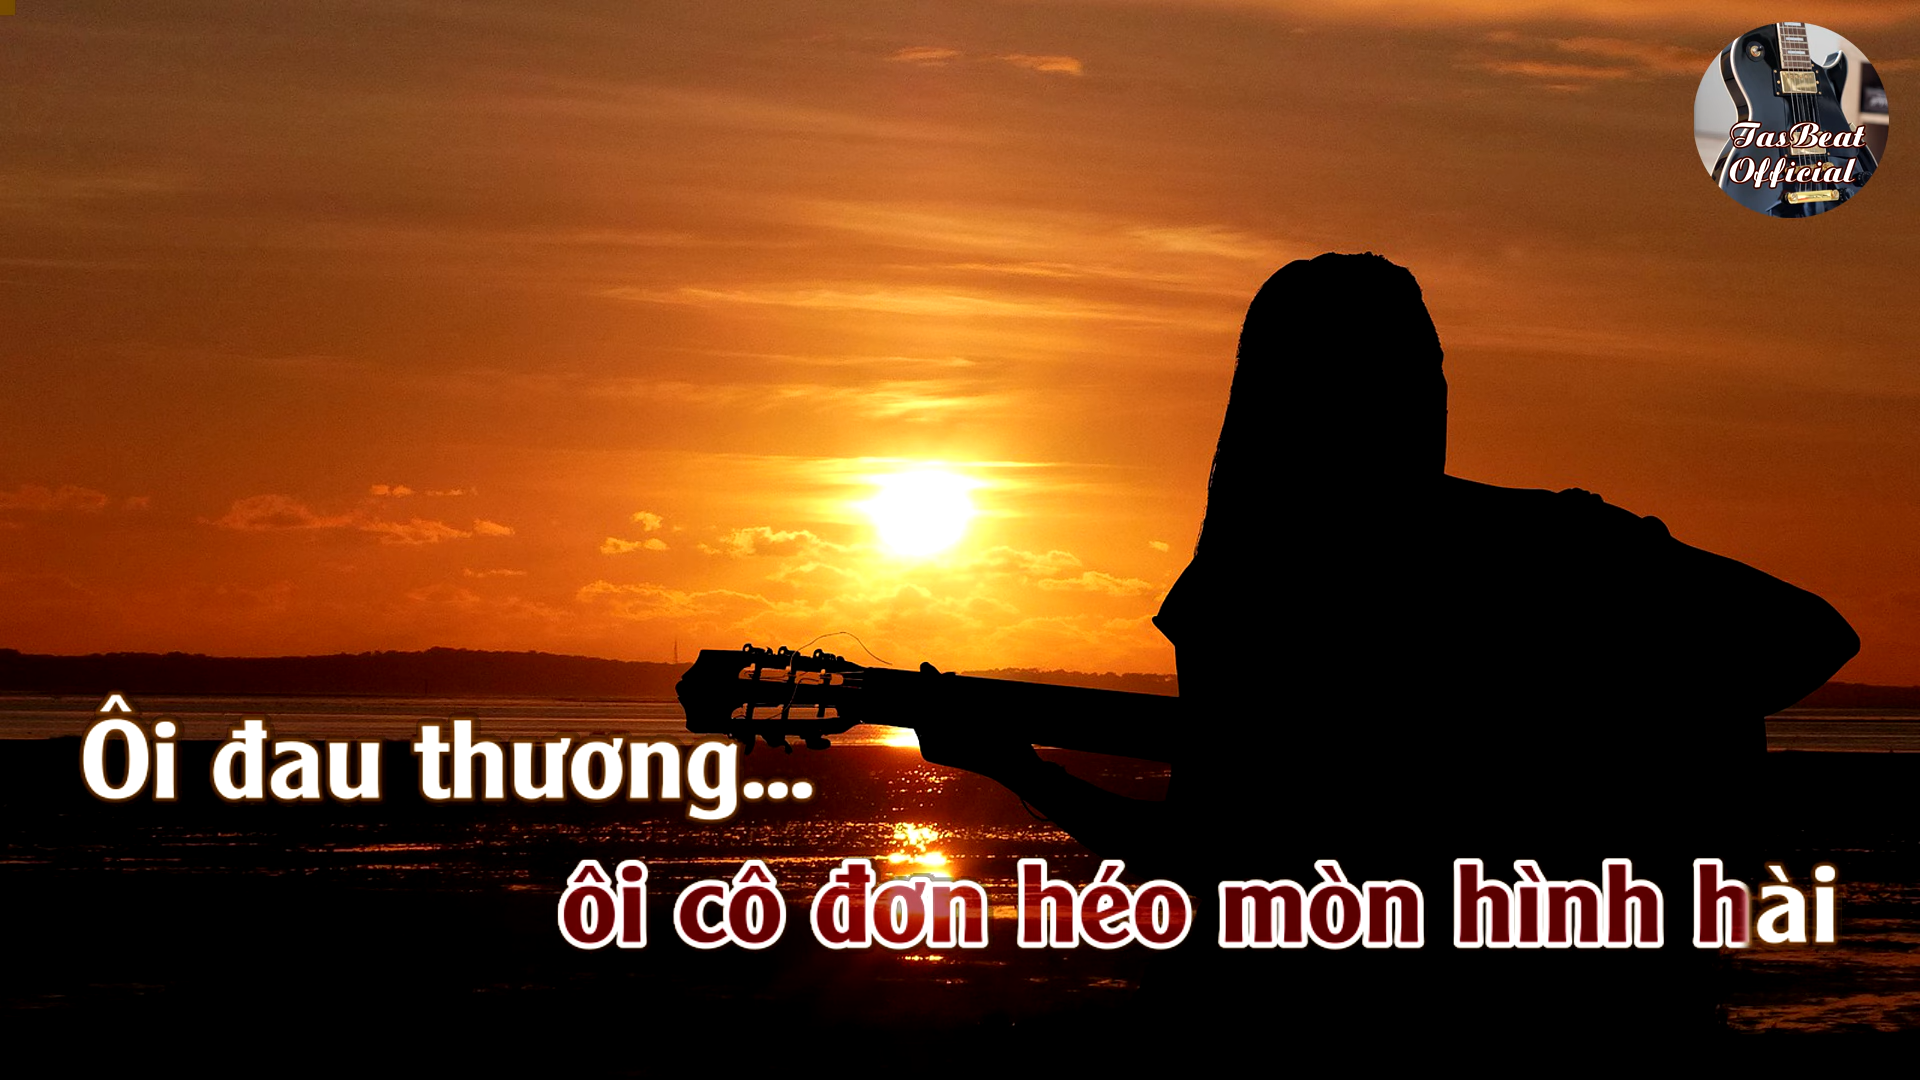 TasBeat
Official
Ôi đau thương...
ôi cô đơn héo mòn hình hài